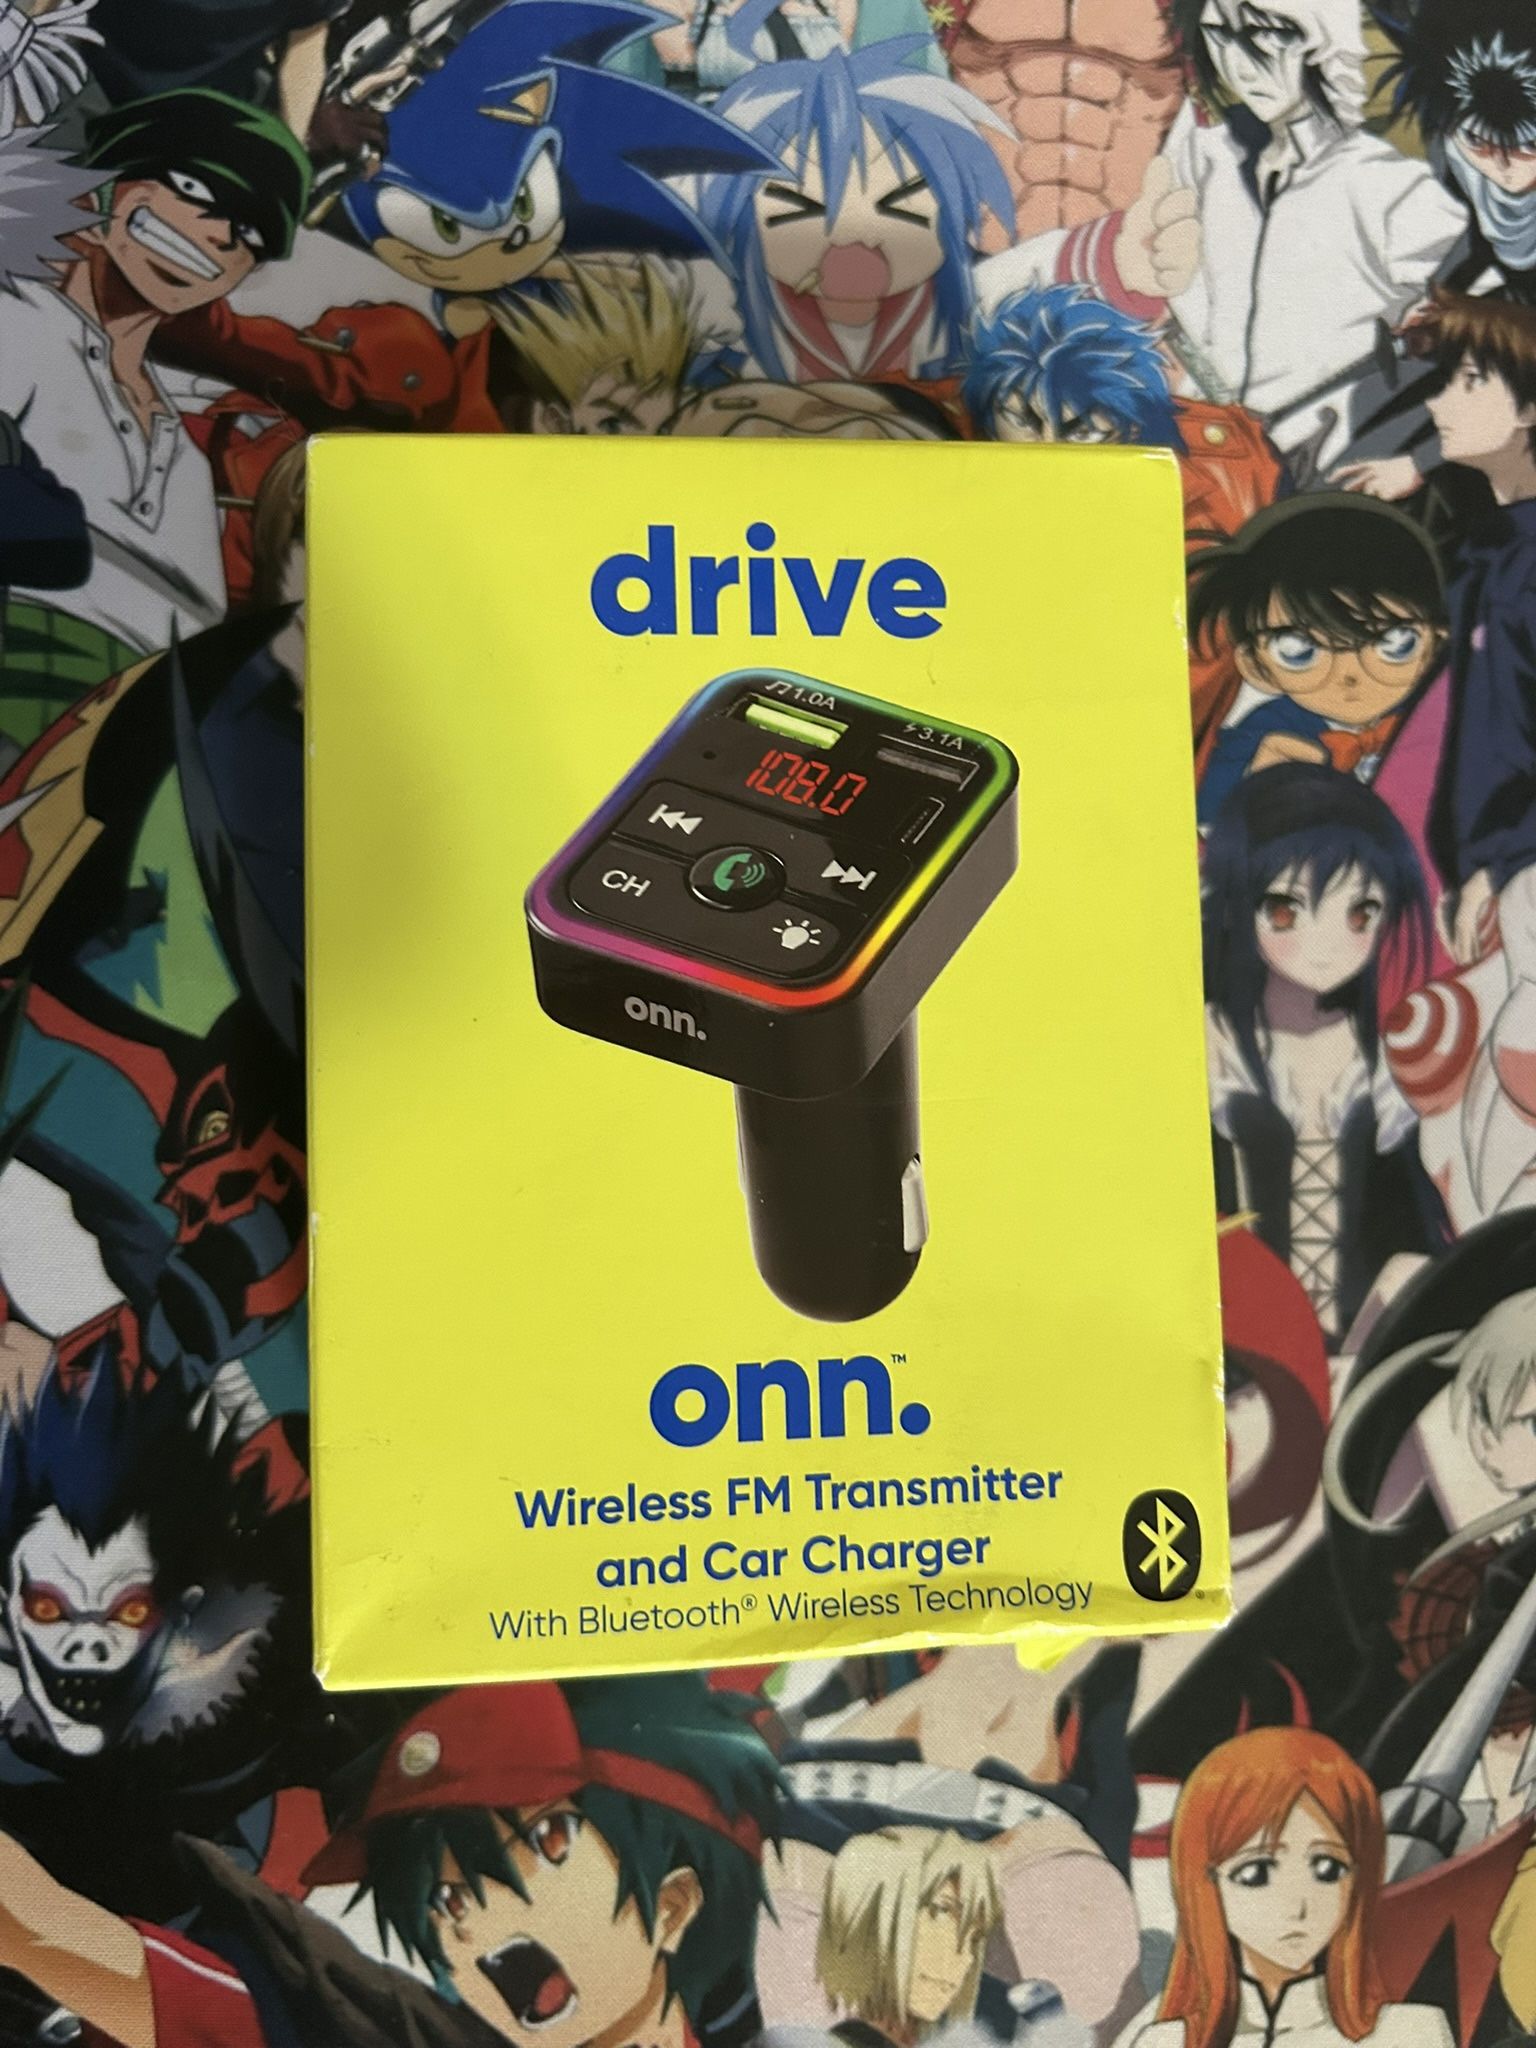 drive
♫1.0A
⚡3.1A
108.0
CH
onn.
onn.™
Wireless FM Transmitter
and Car Charger
With Bluetooth® Wireless Technology
®